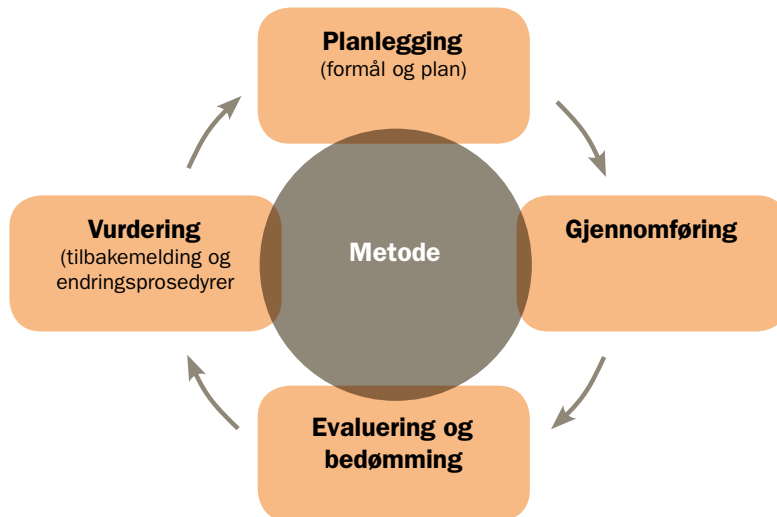 Planlegging
(formål og plan)
Vurdering
(tilbakemelding og
endringsprosedyrer
Metode
Gjennomføring
Evaluering og
bedømming